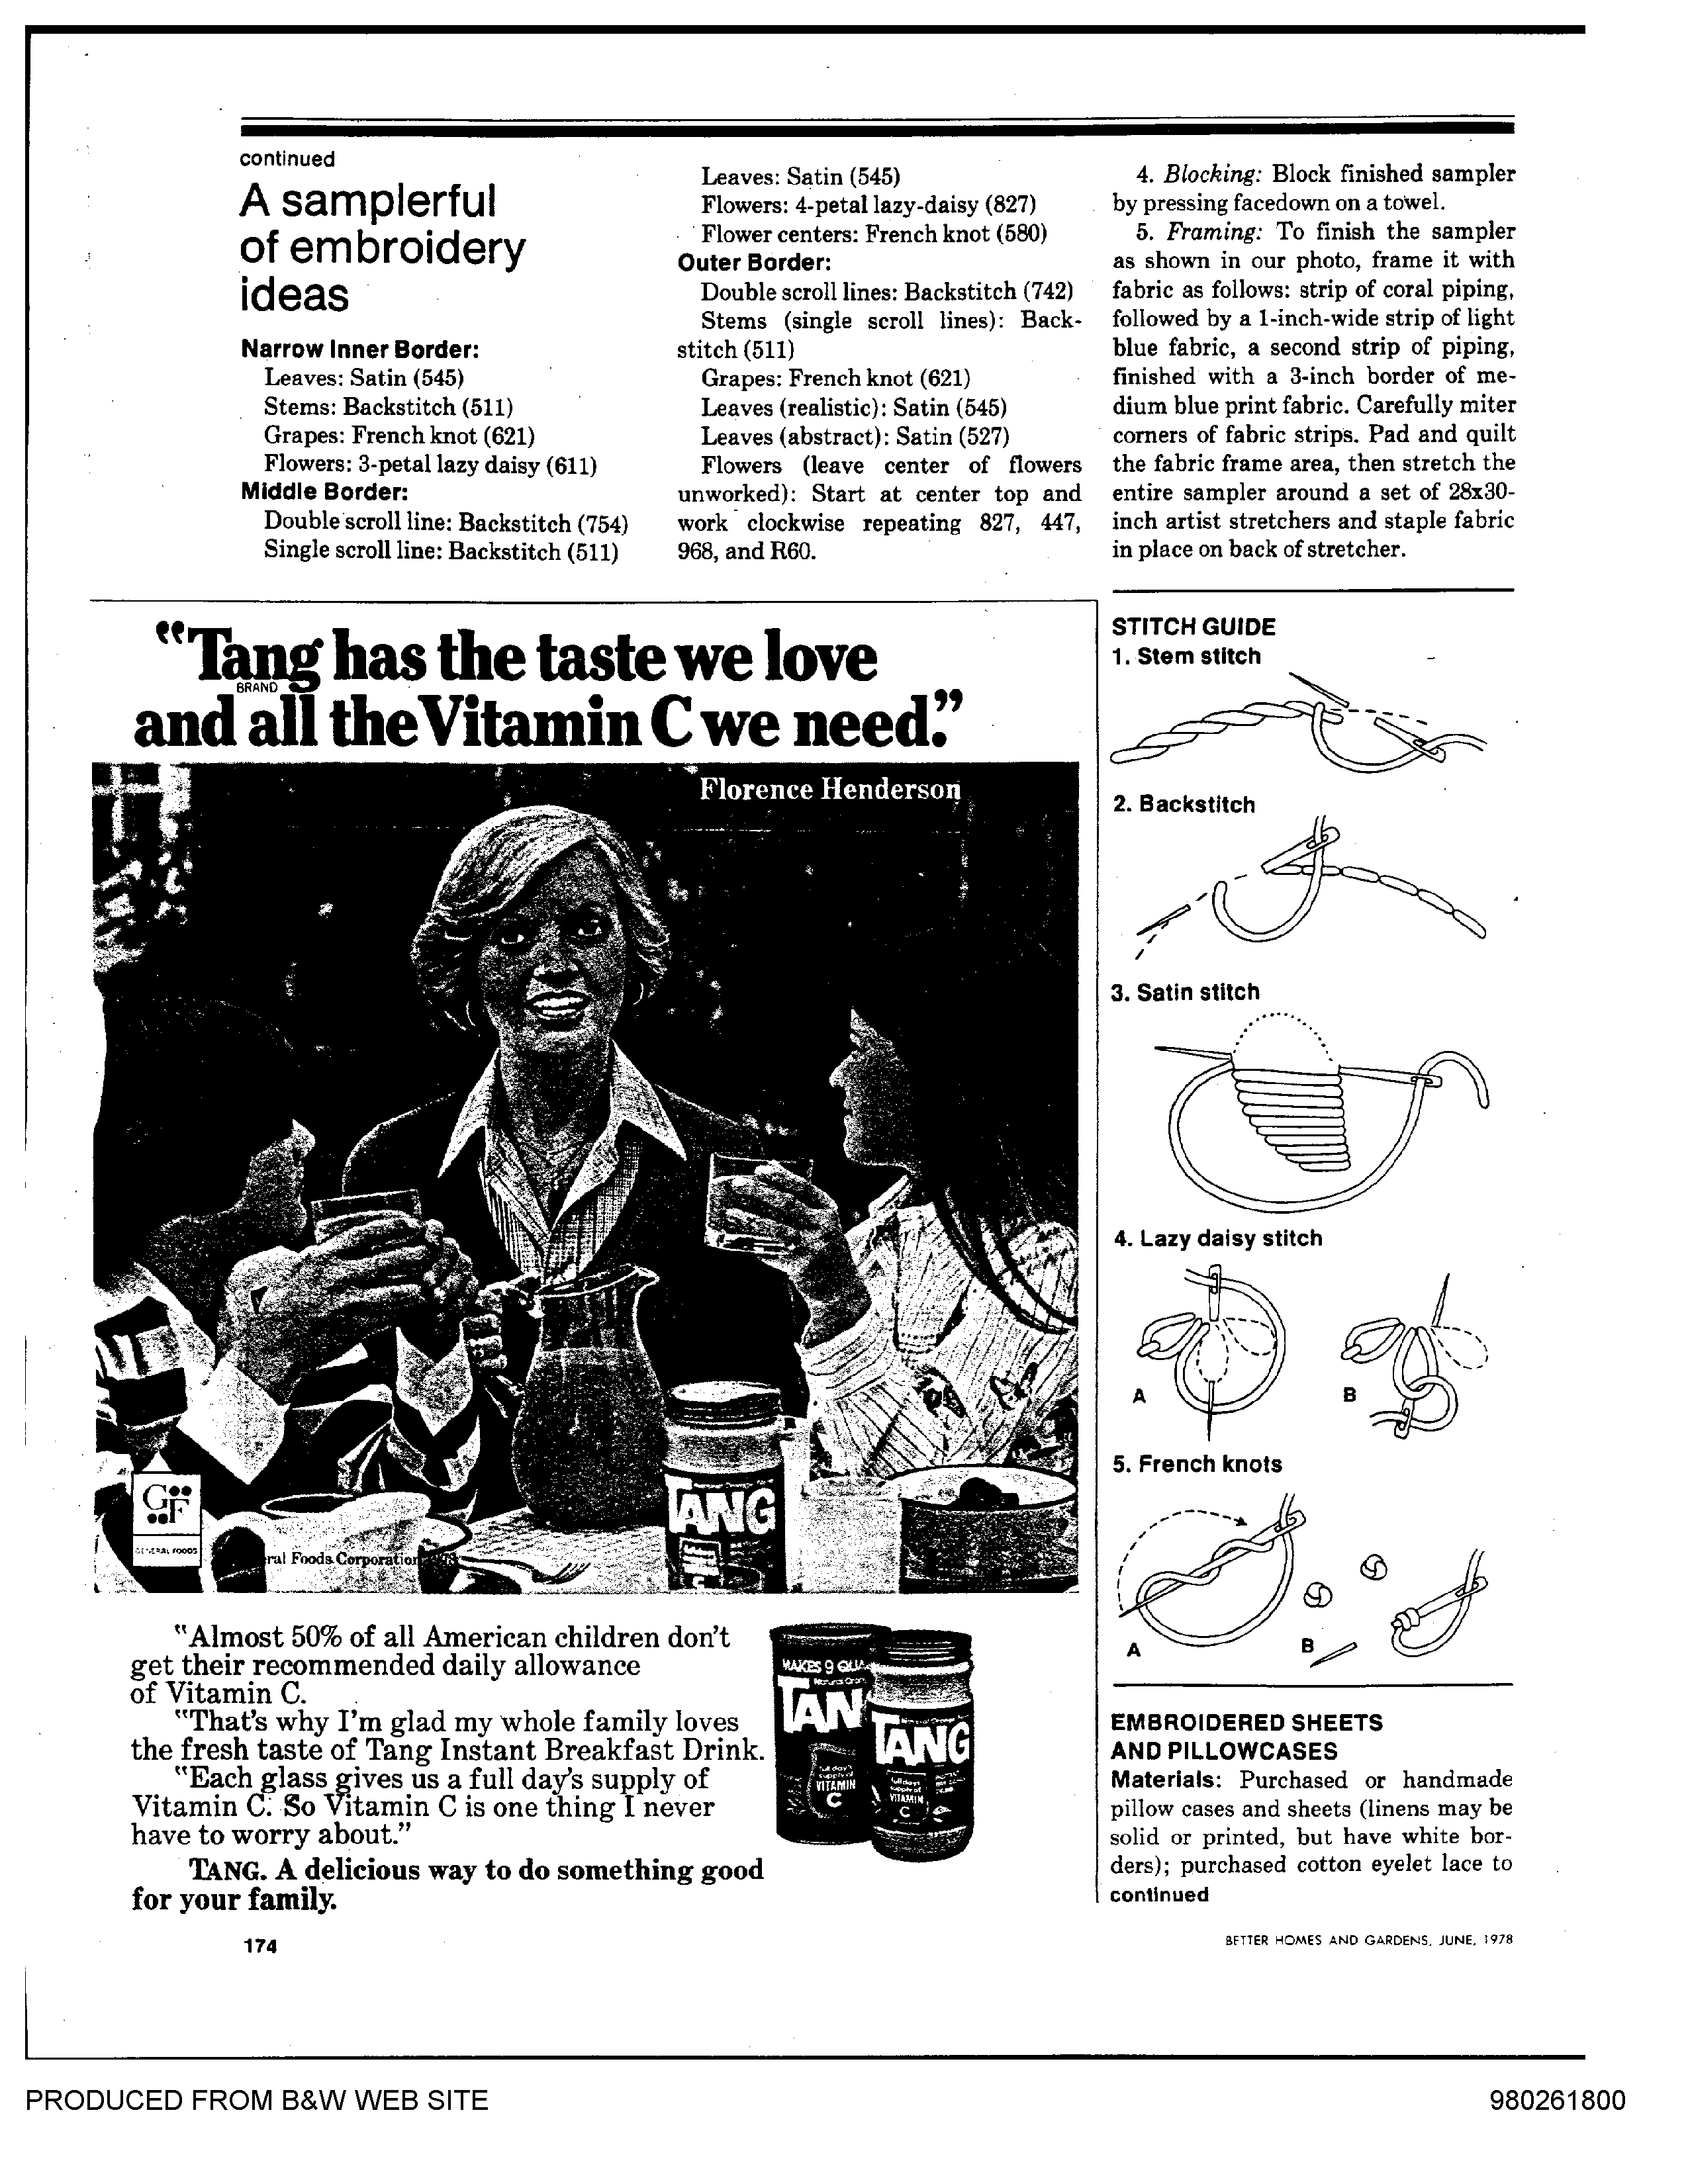 continued
A samplerful
of embroidery
ideas
Narrow Inner Border:
Leaves: Satin (545)
Stems: Backstitch (511)
Grapes: French knot (621)
Flowers: 3-petal lazy daisy (611)
Middle Border:
Double scroll line: Backstitch (754)
Single scroll line: Backstitch (511)
Leaves: Satin (545)
Flowers: 4-petal lazy-daisy (827)
Flower centers: French knot (580)
Outer Border:
Double scroll lines: Backstitch (742)
Stems (single scroll lines): Back-
stitch (511)
Grapes: French knot (621)
Leaves (realistic): Satin (545)
Leaves (abstract): Satin (527)
Flowers (leave center of flowers
unworked): Start at center top and
work clockwise repeating 827, 447,
968, and R60.
4. Blocking: Block finished sampler
by pressing facedown on a towel.
5. Framing: To finish the sampler
as shown in our photo, frame it with
fabric as follows: strip of coral piping,
followed by a 1-inch-wide strip of light
blue fabric, a second strip of piping,
finished with a 3-inch border of me-
dium blue print fabric. Carefully miter
corners of fabric strips. Pad and quilt
the fabric frame area, then stretch the
entire sampler around a set of 28x30-
inch artist stretchers and staple fabric
in place on back of stretcher.
"Tang has the taste we love
BRAND
and all the Vitamin C we need."
Florence Henderson
TANG
GF
GENERAL FOODS
ral Foods Corporation
"Almost 50% of all American children don't
get their recommended daily allowance
of Vitamin C.
"That's why I'm glad my whole family loves
the fresh taste of Tang Instant Breakfast Drink.
"Each glass gives us a full day's supply of
Vitamin C. So Vitamin C is one thing I never
have to worry about."
TANG. A delicious way to do something good
for your family.
MAKES 9 QUA
TAN
full day's
supply of
VITAMIN
C
TANG
full day's
supply of
VITAMIN
C
STITCH GUIDE
1. Stem stitch
2. Backstitch
3. Satin stitch
4. Lazy daisy stitch
A
B
5. French knots
A
B
EMBROIDERED SHEETS
AND PILLOWCASES
Materials: Purchased or handmade
pillow cases and sheets (linens may be
solid or printed, but have white bor-
ders); purchased cotton eyelet lace to
continued
174
BETTER HOMES AND GARDENS, JUNE, 1978
PRODUCED FROM B&W WEB SITE
980261800